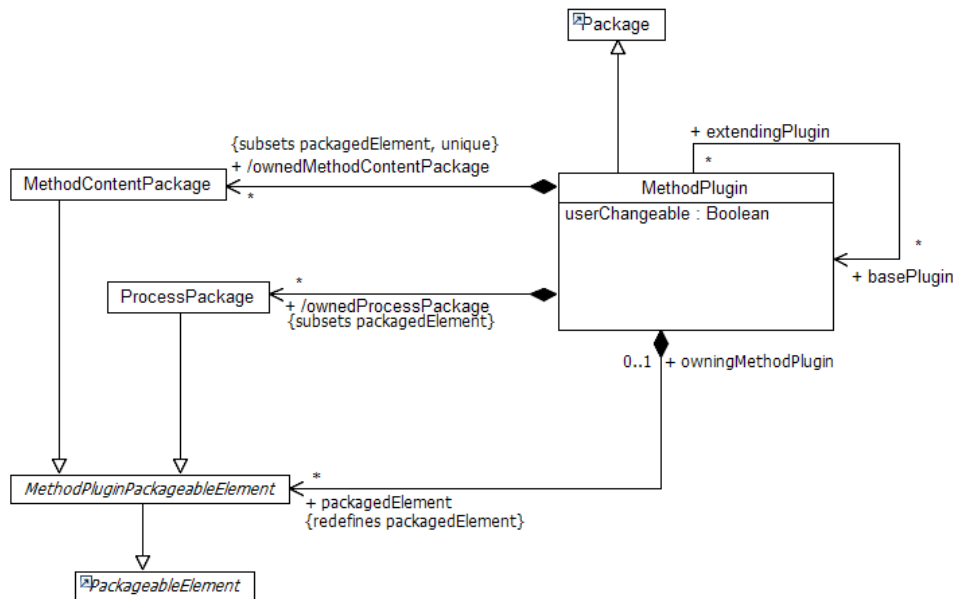 Package
{subsets packagedElement, unique}
+ /ownedMethodContentPackage
*
MethodContentPackage
+ extendingPlugin
*
MethodPlugin
userChangeable : Boolean
*
+ basePlugin
ProcessPackage
*
+ /ownedProcessPackage
{subsets packagedElement}
0..1
+ owningMethodPlugin
MethodPluginPackageableElement
*
+ packagedElement
{redefines packagedElement}
PackageableElement